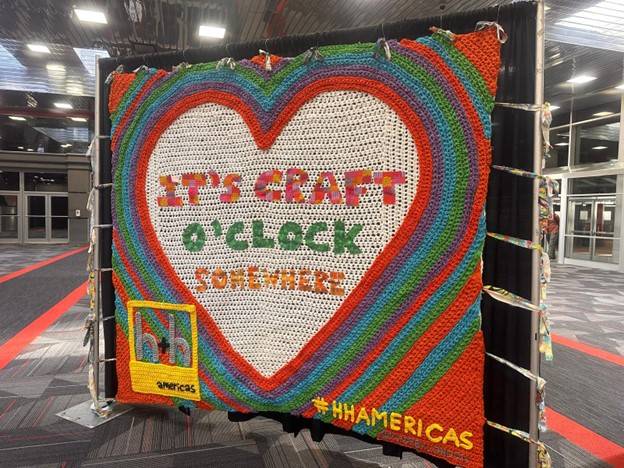 IT'S CRAFT
O'CLOCK
SOMEWHERE
h+h
americas
#HHAMERICAS